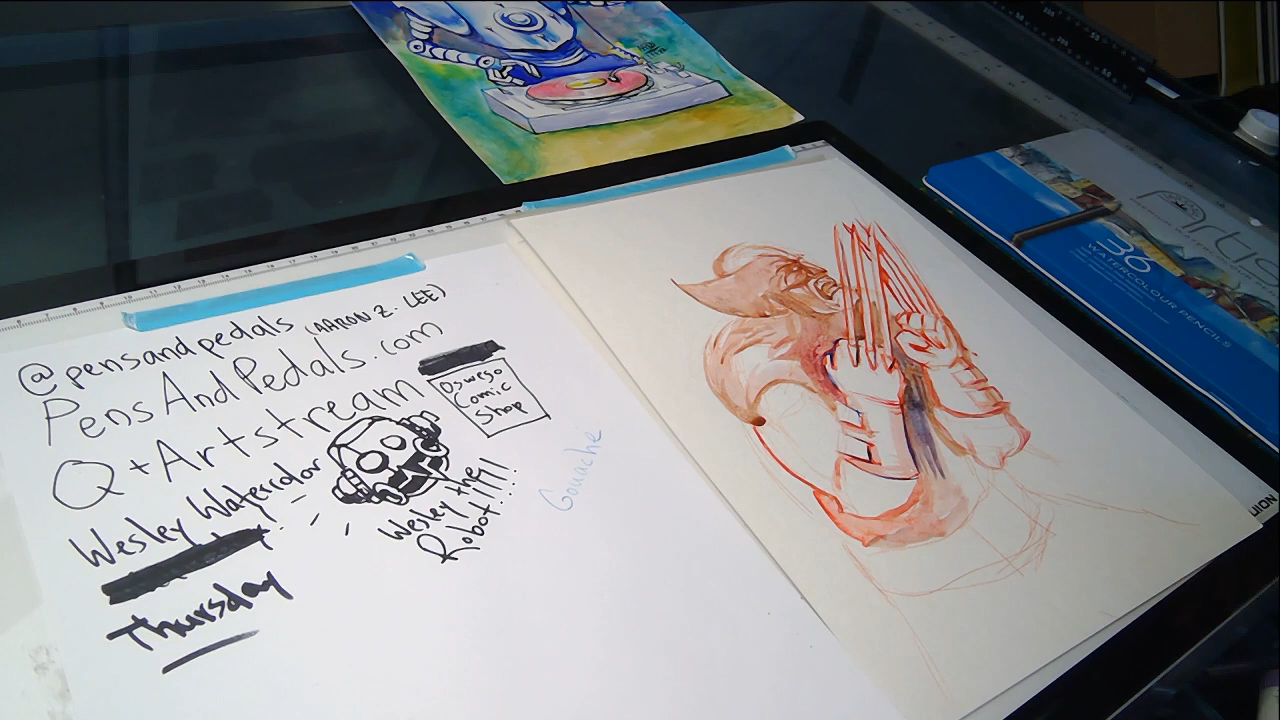 @pensandpedals (AARON Z. LEE)
PensAndPedals.com
Q+Artstream
Oswego
Comic
Shop
Wesley Watercolor
Thursday
Wesley the
Robot!!!
Gouache
Artis
36
WATERCOLOUR PENCILS